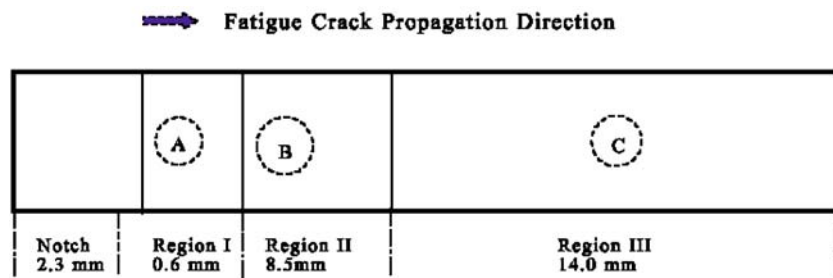 Fatigue Crack Propagation Direction
A
B
C
Notch
2.3 mm
Region I
0.6 mm
Region II
8.5mm
Region III
14.0 mm